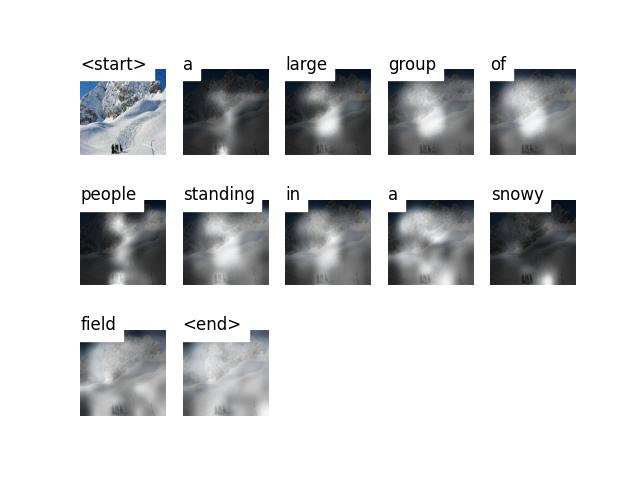 <start> a large group of
people standing in a snowy
field <end>